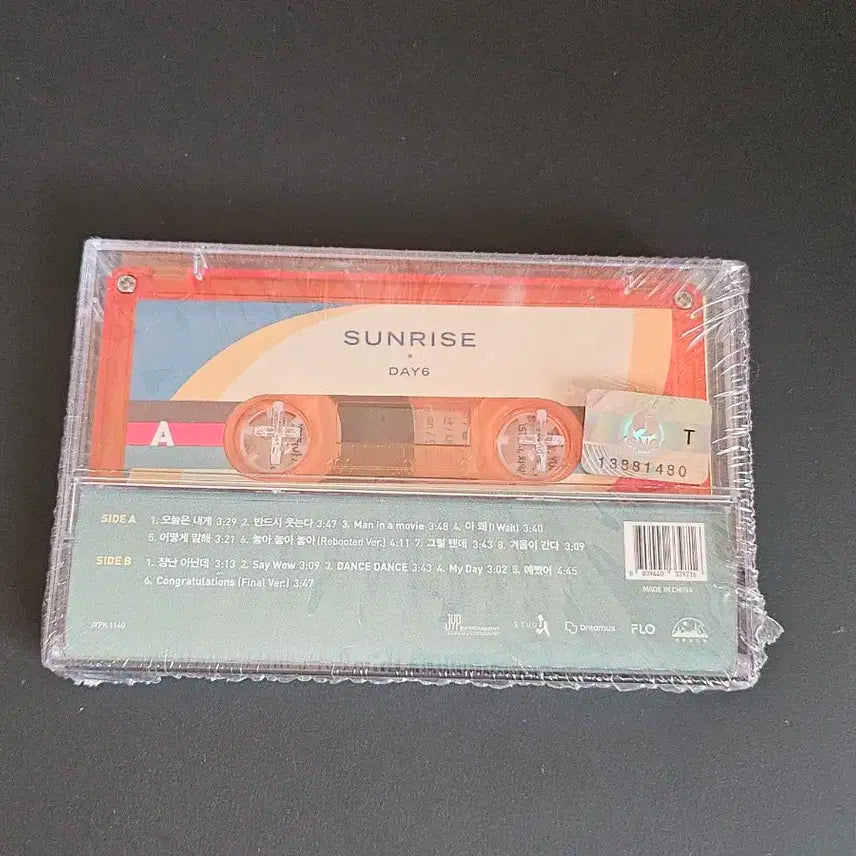 SUNRISE
DAY6
A
T
13981480
SIDE A 1. 오늘은 내게 3:29 2. 반드시 웃는다 3:47 3. Man in a movie 3:48 4. 아 왜(I Wait) 3:40
5. 어떻게 말해 3:21 6. 놓아 놓아 놓아(Rebooted Ver.) 4:11 7. 그럴 텐데 3:43 8. 겨울이 간다 3:09
SIDE B 1. 장난 아닌데 3:13 2. Say Wow 3:09 3. DANCE DANCE 3:43 4. My Day 3:02 5. 예뻤어 4:45
6. Congratulations (Final Ver.) 3:47
MADE IN CHINA
JYPK 1140
JYP ENTERTAINMENT
Dreamus
FLO